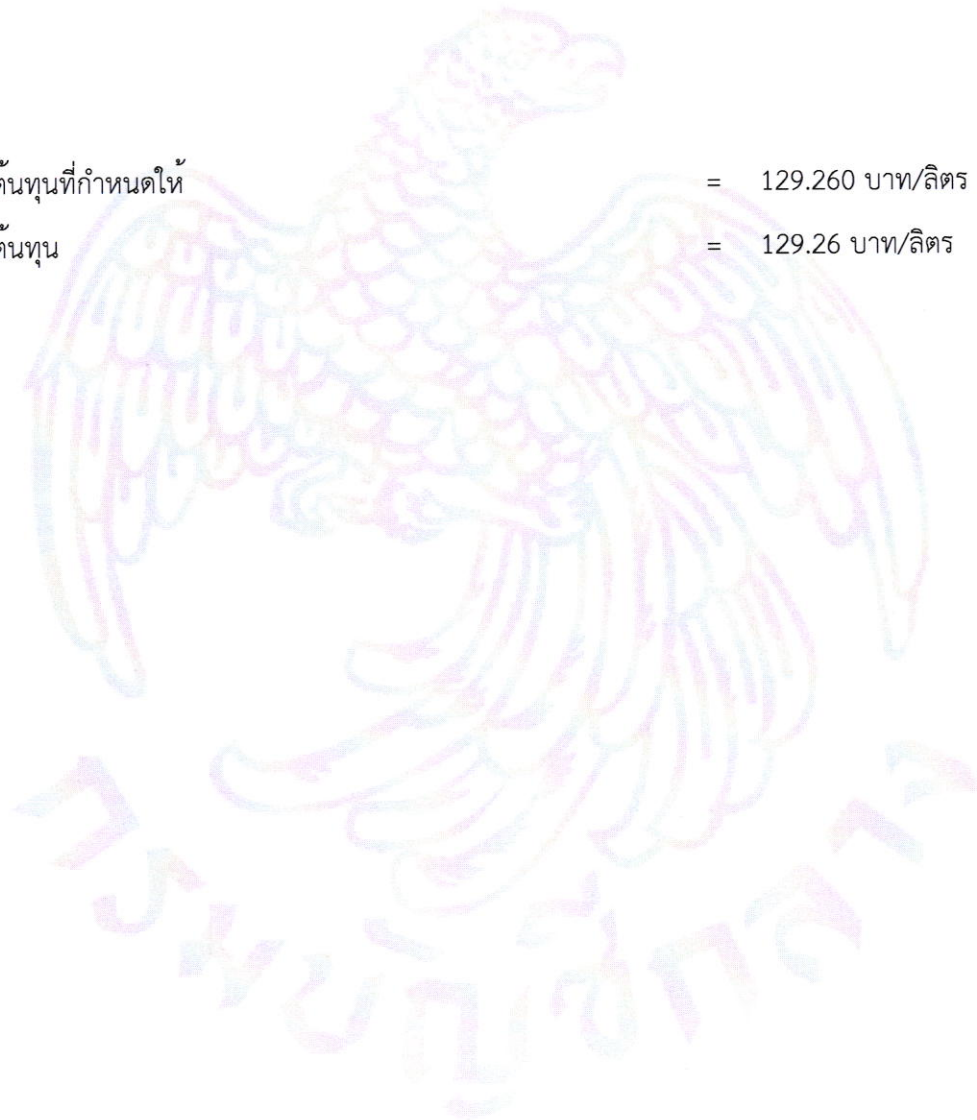 ต้นทุนที่กำหนดให้ = 129.260 บาท/ลิตร
ต้นทุน = 129.26 บาท/ลิตร
กรมบัญชีกลาง